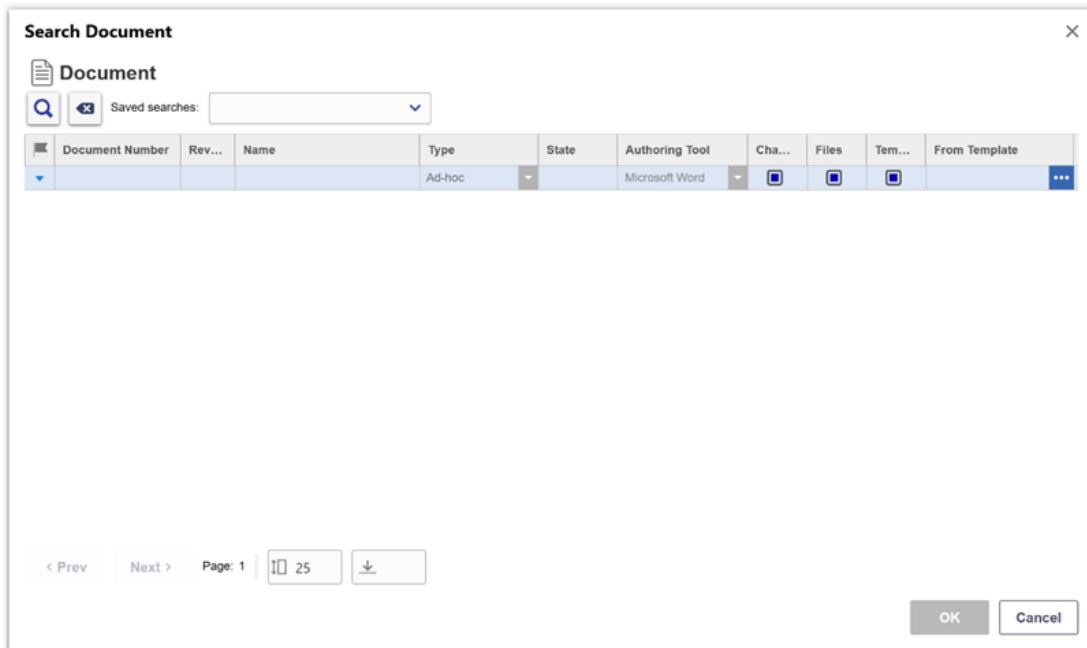 Search Document
Document
Saved searches:
Document Number Rev... Name Type State Authoring Tool Cha... Files Tem... From Template
Ad-hoc Microsoft Word
< Prev Next > Page: 1 25
OK Cancel